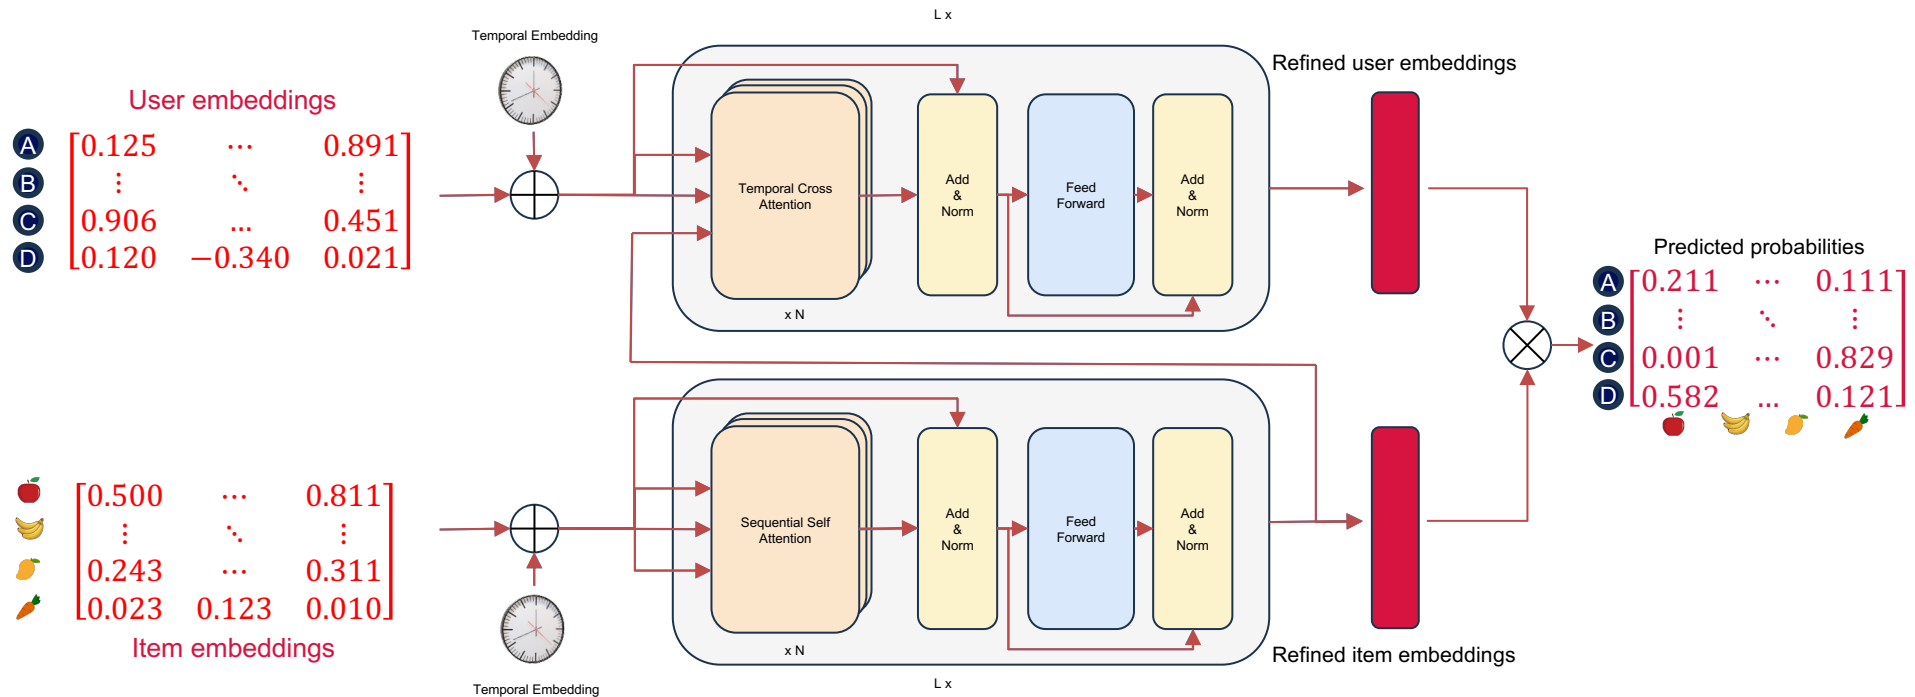 L x
Temporal Embedding
User embeddings
A 0.125 ⋯ 0.891
B ⋮ ⋱ ⋮
C 0.906 … 0.451
D 0.120 −0.340 0.021
Temporal Cross
Attention
x N
Add
&
Norm
Feed
Forward
Add
&
Norm
Refined user embeddings
Predicted probabilities
A 0.211 ⋯ 0.111
B ⋮ ⋱ ⋮
C 0.001 ⋯ 0.829
D 0.582 … 0.121
0.500 ⋯ 0.811
⋮ ⋱ ⋮
0.243 ⋯ 0.311
0.023 0.123 0.010
Item embeddings
Temporal Embedding
Sequential Self
Attention
x N
Add
&
Norm
Feed
Forward
Add
&
Norm
Refined item embeddings
L x